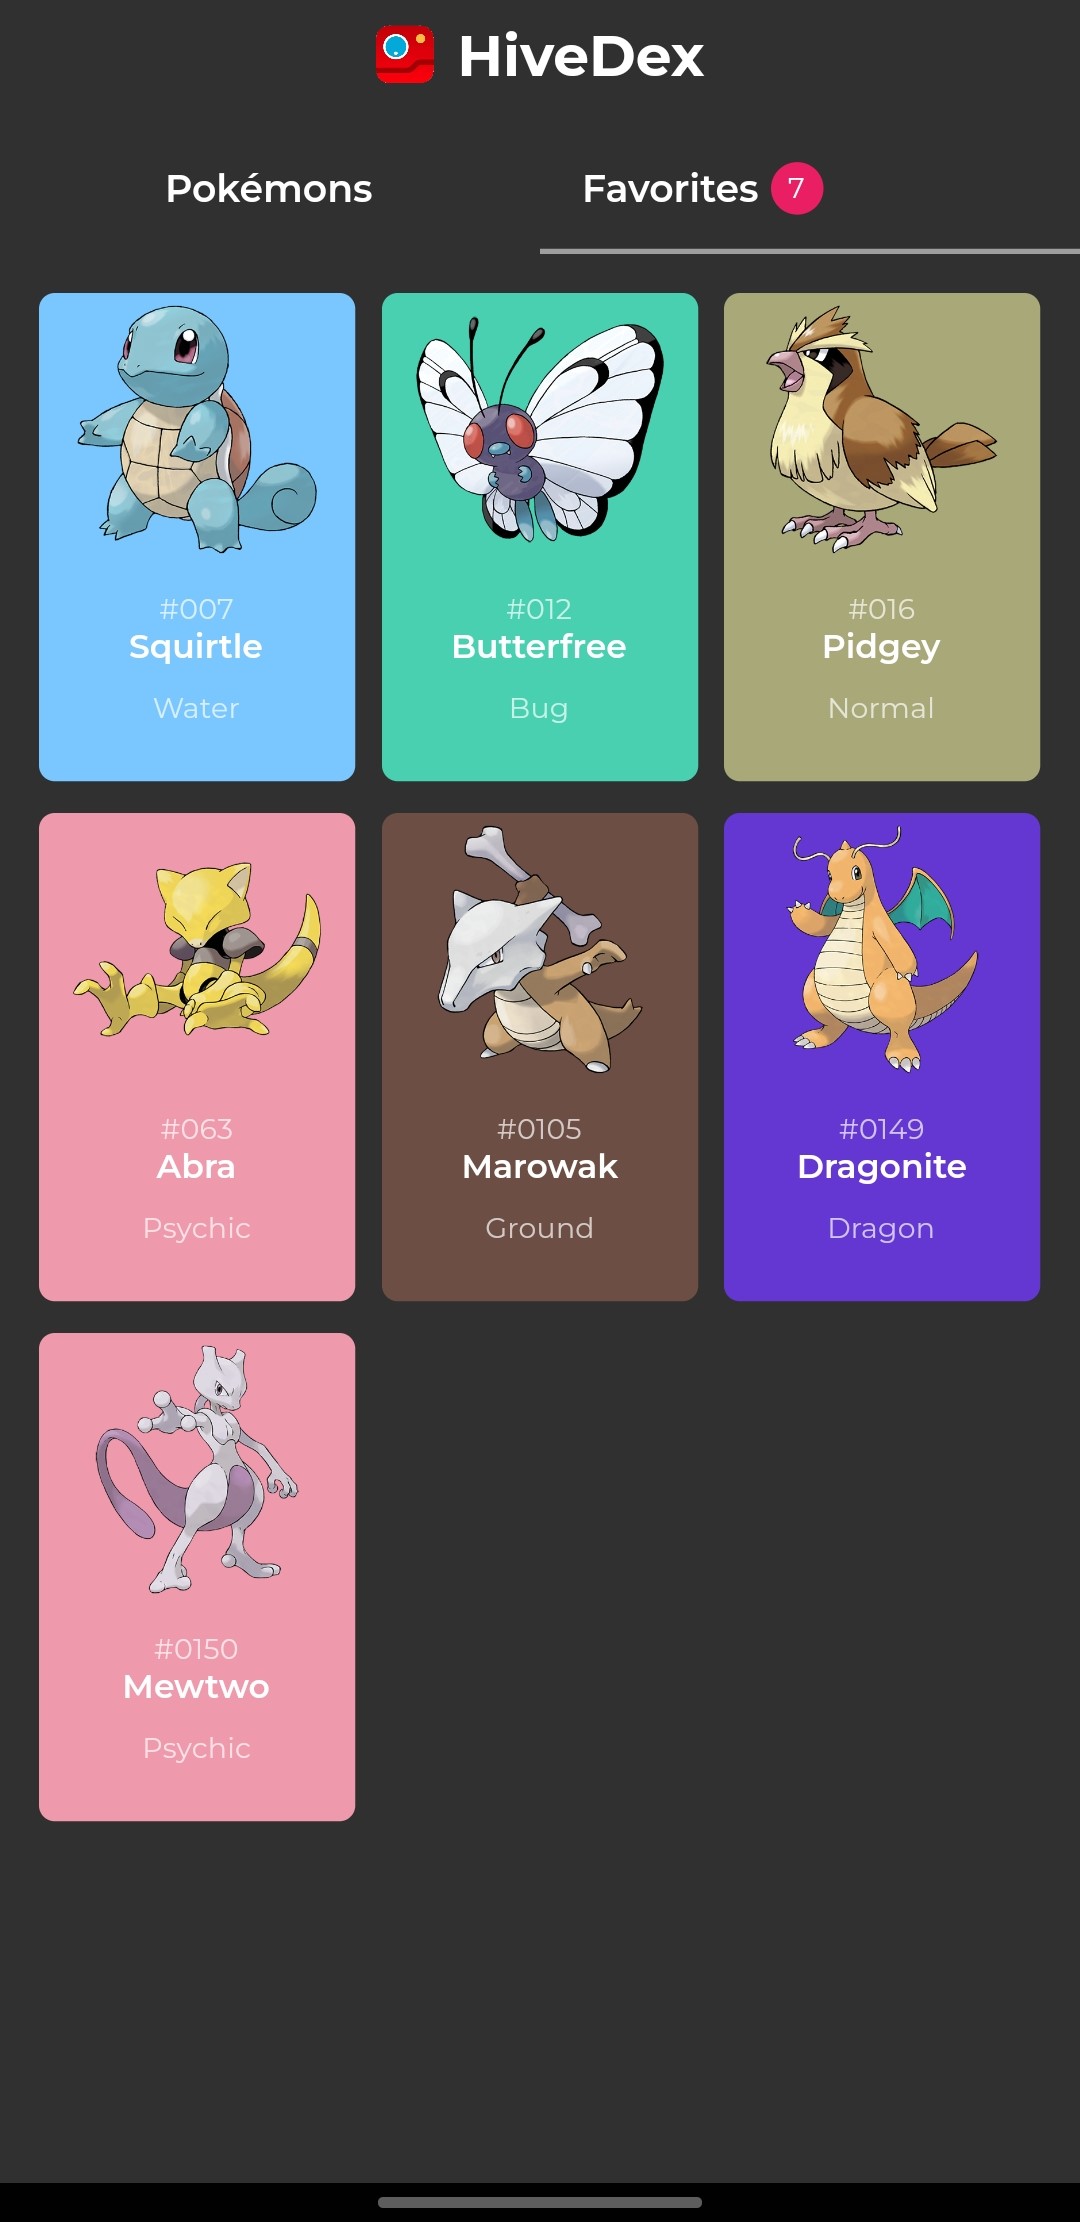 HiveDex
Pokémons
Favorites 7
#007
Squirtle
Water
#012
Butterfree
Bug
#016
Pidgey
Normal
#063
Abra
Psychic
#0105
Marowak
Ground
#0149
Dragonite
Dragon
#0150
Mewtwo
Psychic